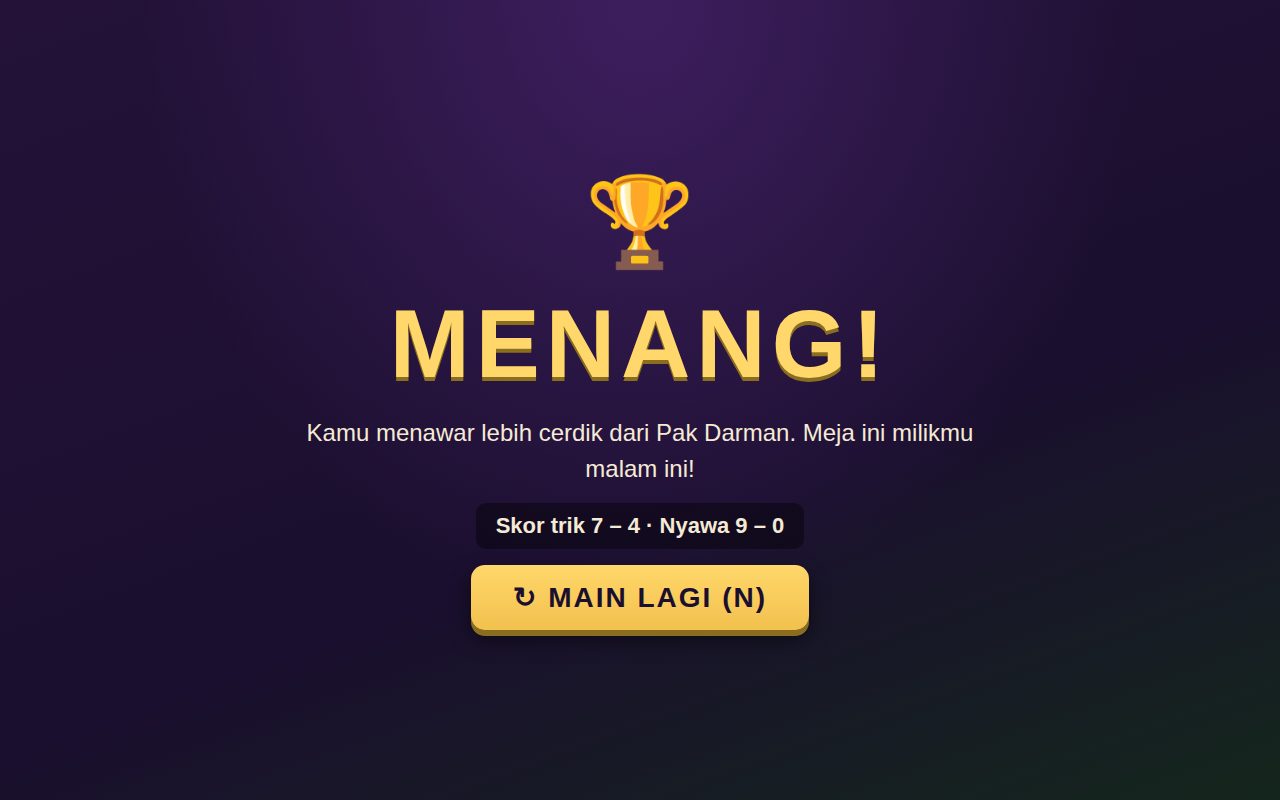 MENANG!
Kamu menawar lebih cerdik dari Pak Darman. Meja ini milikmu
malam ini!
Skor trik 7 – 4 · Nyawa 9 – 0
↻ MAIN LAGI (N)